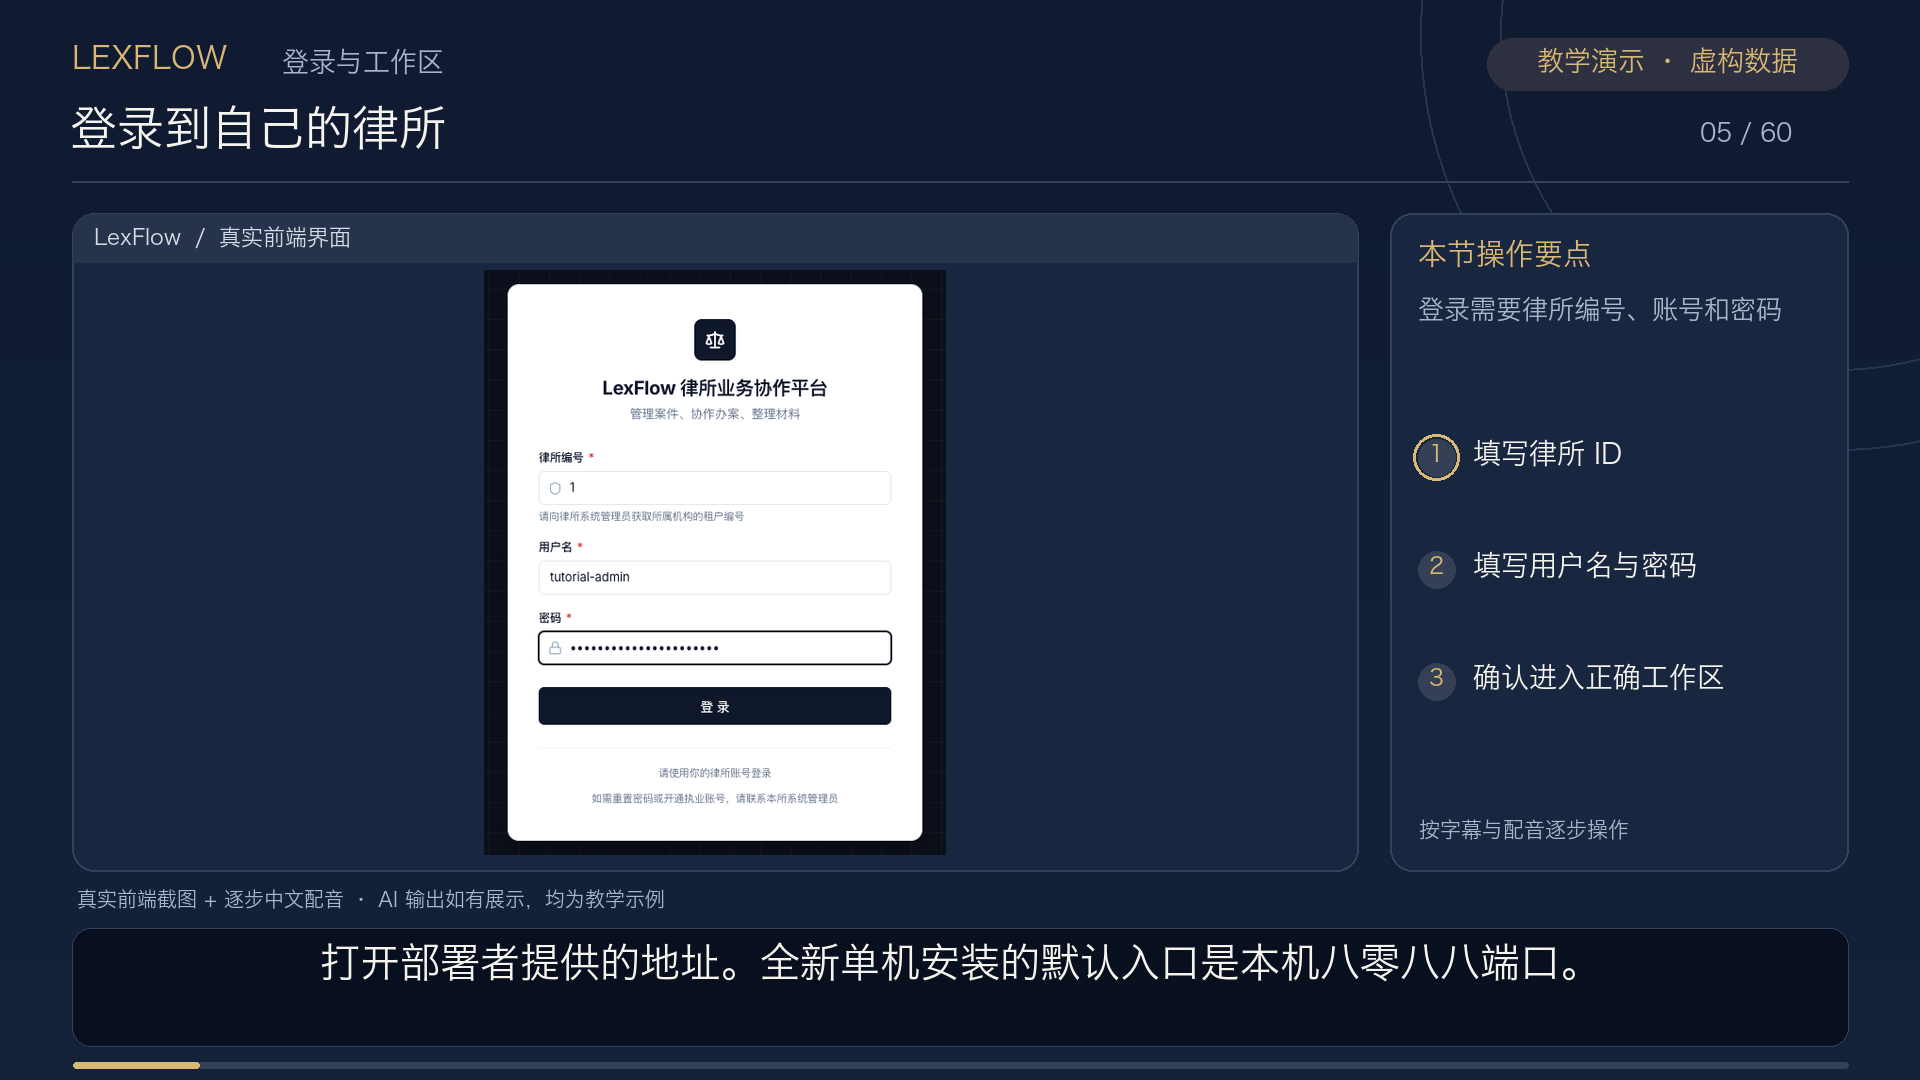 LEXFLOW 登录与工作区
教学演示 · 虚构数据
登录到自己的律所
05 / 60
LexFlow / 真实前端界面
LexFlow 律所业务协作平台
管理案件、协作办案、整理材料
律所编号 *
1
请向律所系统管理员获取所属机构的租户编号
用户名 *
tutorial-admin
密码 *
••••••••••••••••••••••
登 录
请使用你的律所账号登录
如需重置密码或开通执业账号，请联系本所系统管理员
本节操作要点
登录需要律所编号、账号和密码
1 填写律所 ID
2 填写用户名与密码
3 确认进入正确工作区
按字幕与配音逐步操作
真实前端截图 + 逐步中文配音 · AI 输出如有展示，均为教学示例
打开部署者提供的地址。全新单机安装的默认入口是本机八零八八端口。